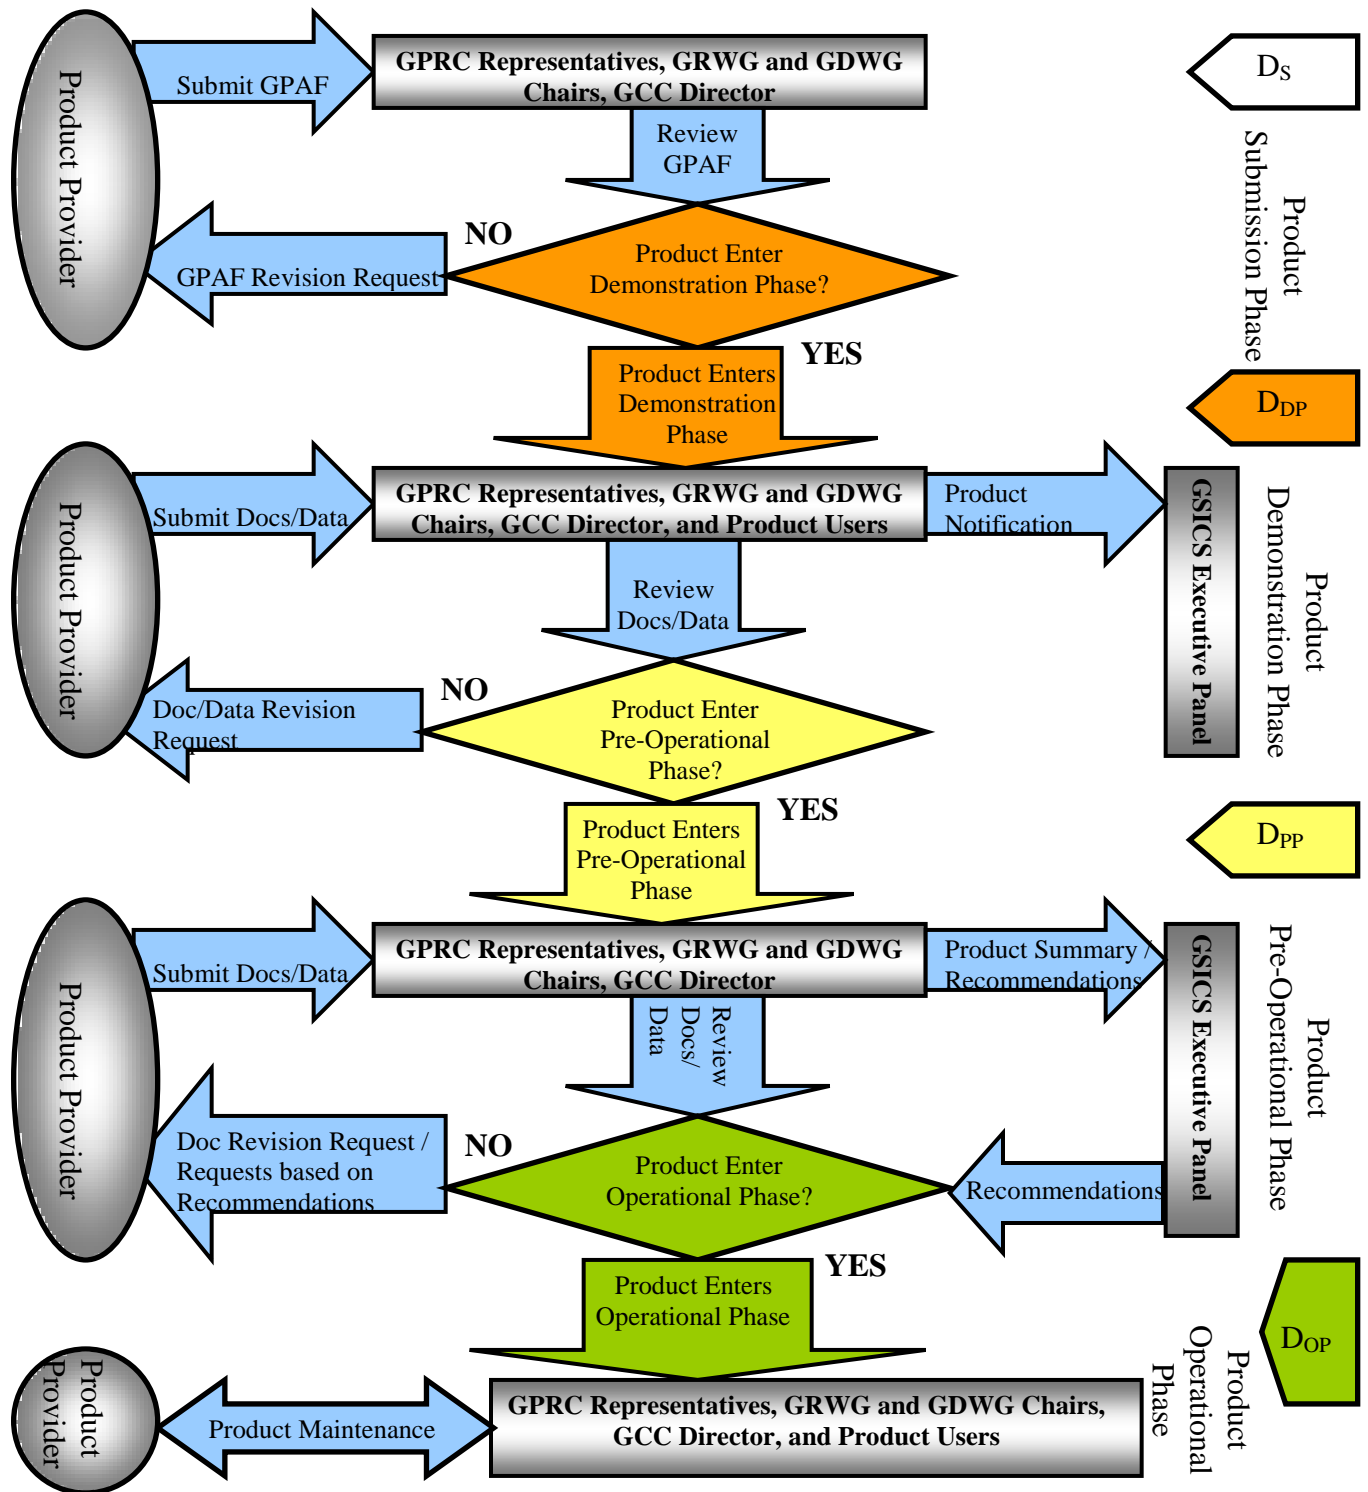 Product Provider
Submit GPAF
GPRC Representatives, GRWG and GDWG
Chairs, GCC Director
DS
Review
GPAF
Product
Submission Phase
NO
Product Enter
Demonstration Phase?
GPAF Revision Request
YES
Product Enters
Demonstration
Phase
DDP
Product Provider
Submit Docs/Data
GPRC Representatives, GRWG and GDWG
Chairs, GCC Director, and Product Users
Product
Notification
GSICS Executive Panel
Product
Demonstration Phase
Review
Docs/Data
NO
Product Enter
Pre-Operational
Phase?
Doc/Data Revision
Request
YES
Product Enters
Pre-Operational
Phase
DPP
Product Provider
Submit Docs/Data
GPRC Representatives, GRWG and GDWG
Chairs, GCC Director
Product Summary /
Recommendations
GSICS Executive Panel
Product
Pre-Operational Phase
Review
Docs/
Data
NO
Product Enter
Operational Phase?
Doc Revision Request /
Requests based on
Recommendations
Recommendations
YES
Product Enters
Operational Phase
DOP
Product
Operational
Phase
Product
Provider
Product Maintenance
GPRC Representatives, GRWG and GDWG Chairs,
GCC Director, and Product Users